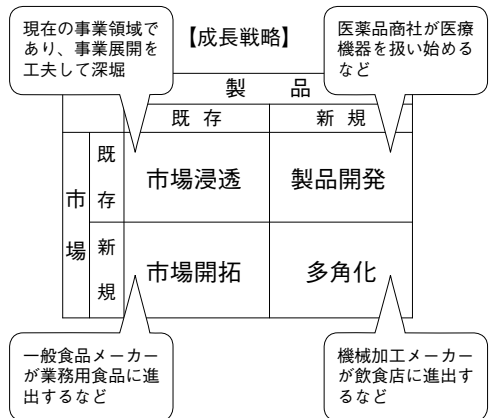 現在の事業領域で
あり、事業展開を
工夫して深堀
【成長戦略】
医薬品商社が医療
機器を扱い始める
など
製 品
既 存
新 規
市 場
既 存
市場浸透
製品開発
新 規
市場開拓
多角化
一般食品メーカー
が業務用食品に進
出するなど
機械加工メーカー
が飲食店に進出す
るなど